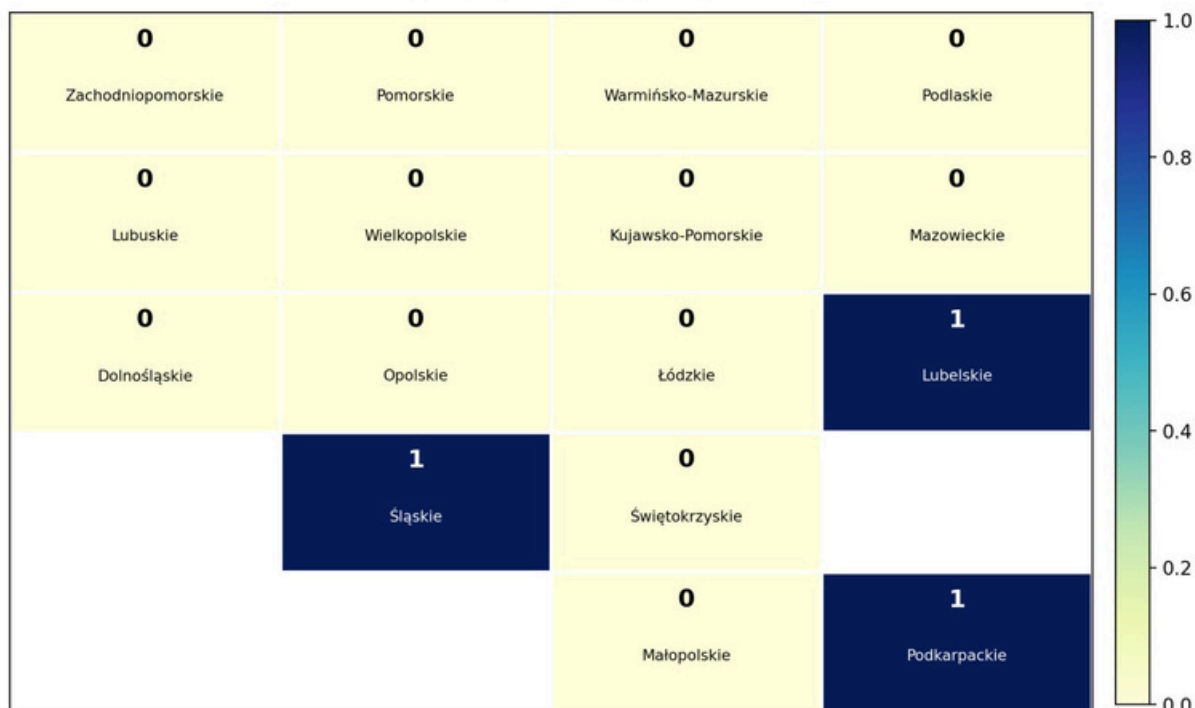 0 0 0 0
Zachodniopomorskie Pomorskie Warmińsko-Mazurskie Podlaskie
0 0 0 0
Lubuskie Wielkopolskie Kujawsko-Pomorskie Mazowieckie
0 0 0 1
Dolnośląskie Opolskie Łódzkie Lubelskie
1 0
Śląskie Świętokrzyskie
0 1
Małopolskie Podkarpackie
1.0
0.8
0.6
0.4
0.2
0.0